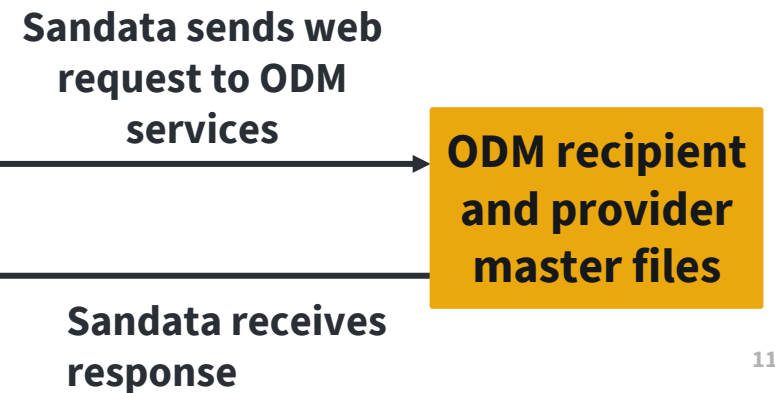 Sandata sends web
request to ODM
services
ODM recipient
and provider
master files
Sandata receives
response
11